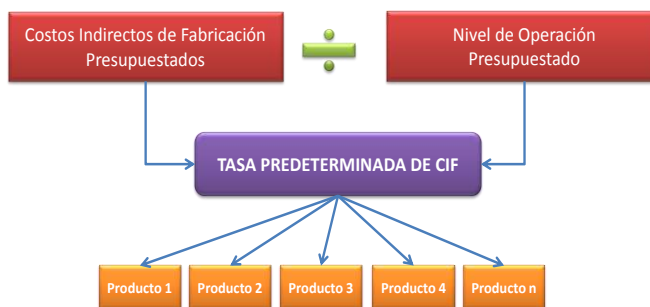 Costos Indirectos de Fabricación
Presupuestados
Nivel de Operación
Presupuestado
TASA PREDETERMINADA DE CIF
Producto 1
Producto 2
Producto 3
Producto 4
Producto n